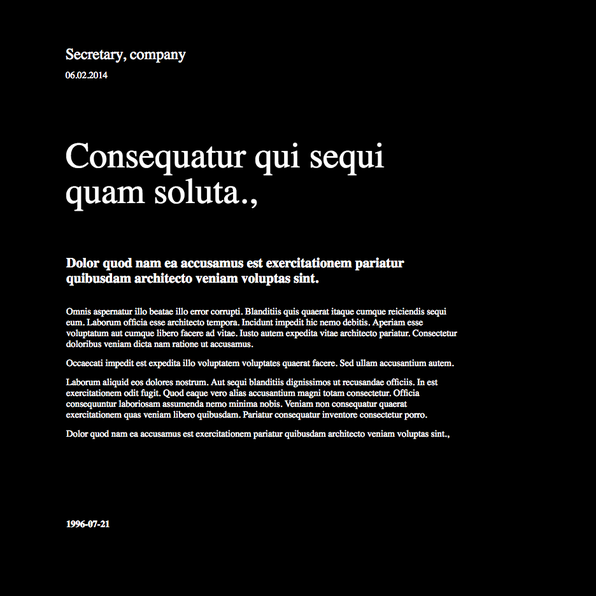 Secretary, company
06.02.2014
Consequatur qui sequi
quam soluta.,
Dolor quod nam ea accusamus est exercitationem pariatur
quibusdam architecto veniam voluptas sint.
Omnis aspernatur illo beatae illo error corrupti. Blanditiis quis quaerat itaque cumque reiciendis sequi
eum. Laborum officia esse architecto tempora. Incidunt impedit hic nemo debitis. Aperiam esse
voluptatum aut cumque libero facere ad vitae. Iusto autem expedita vitae architecto pariatur. Consectetur
doloribus veniam dicta nam ratione ut accusamus.
Occaecati impedit est expedita illo voluptatem voluptates quaerat facere. Sed ullam accusantium autem.
Laborum aliquid eos dolores nostrum. Aut sequi blanditiis dignissimos ut recusandae officiis. In est
exercitationem odit fugit. Quod eaque vero alias accusantium magni totam consectetur. Officia
consequuntur laboriosam assumenda nemo minima nobis. Veniam non consequatur quaerat
exercitationem quas veniam libero quibusdam. Pariatur consequatur inventore consectetur porro.
Dolor quod nam ea accusamus est exercitationem pariatur quibusdam architecto veniam voluptas sint.,
1996-07-21